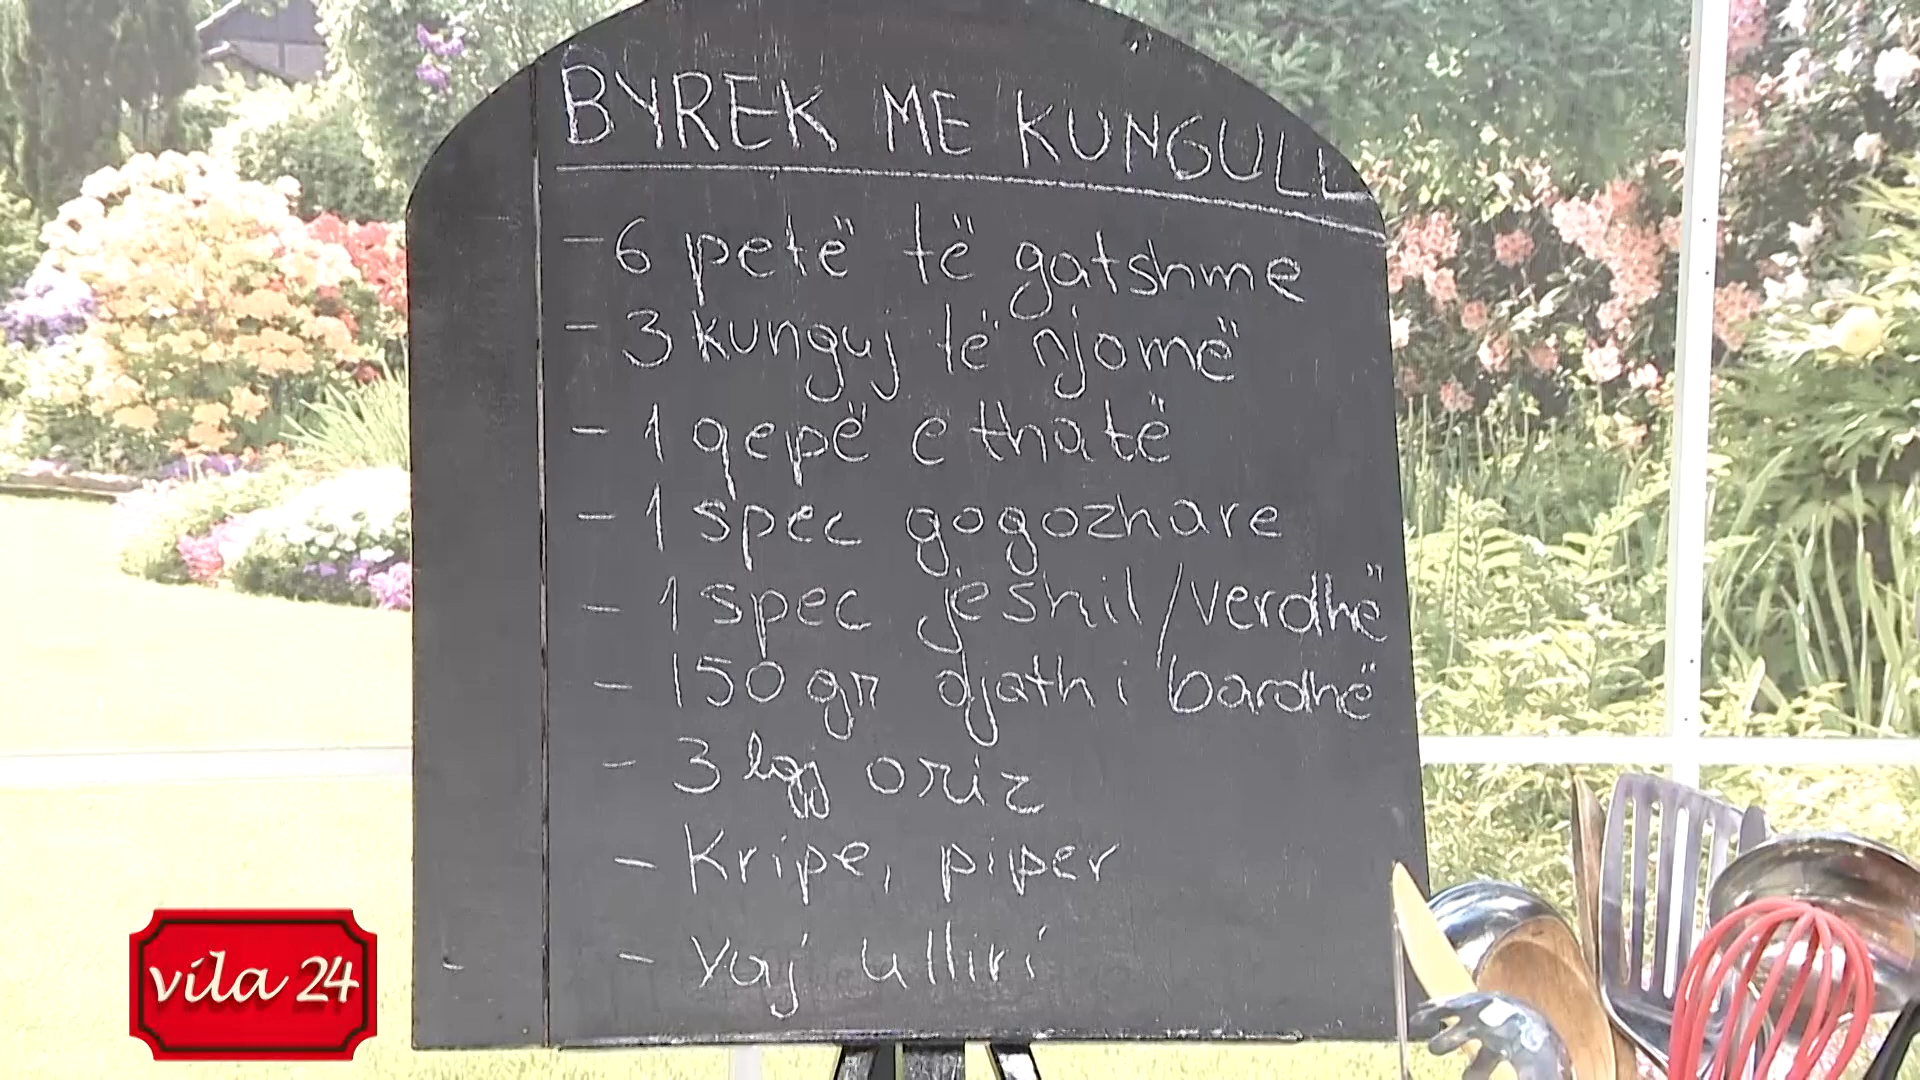 BYREK ME KUNGULL
- 6 petë të gatshme
- 3 kunguj të njomë
- 1 qepë e thatë
- 1 spec gogozhare
- 1 spec jeshil/verdhë
- 150 gr djath i bardhë
- 3 lgj oriz
- Kripe, piper
- Vaj ulliri
vila 24